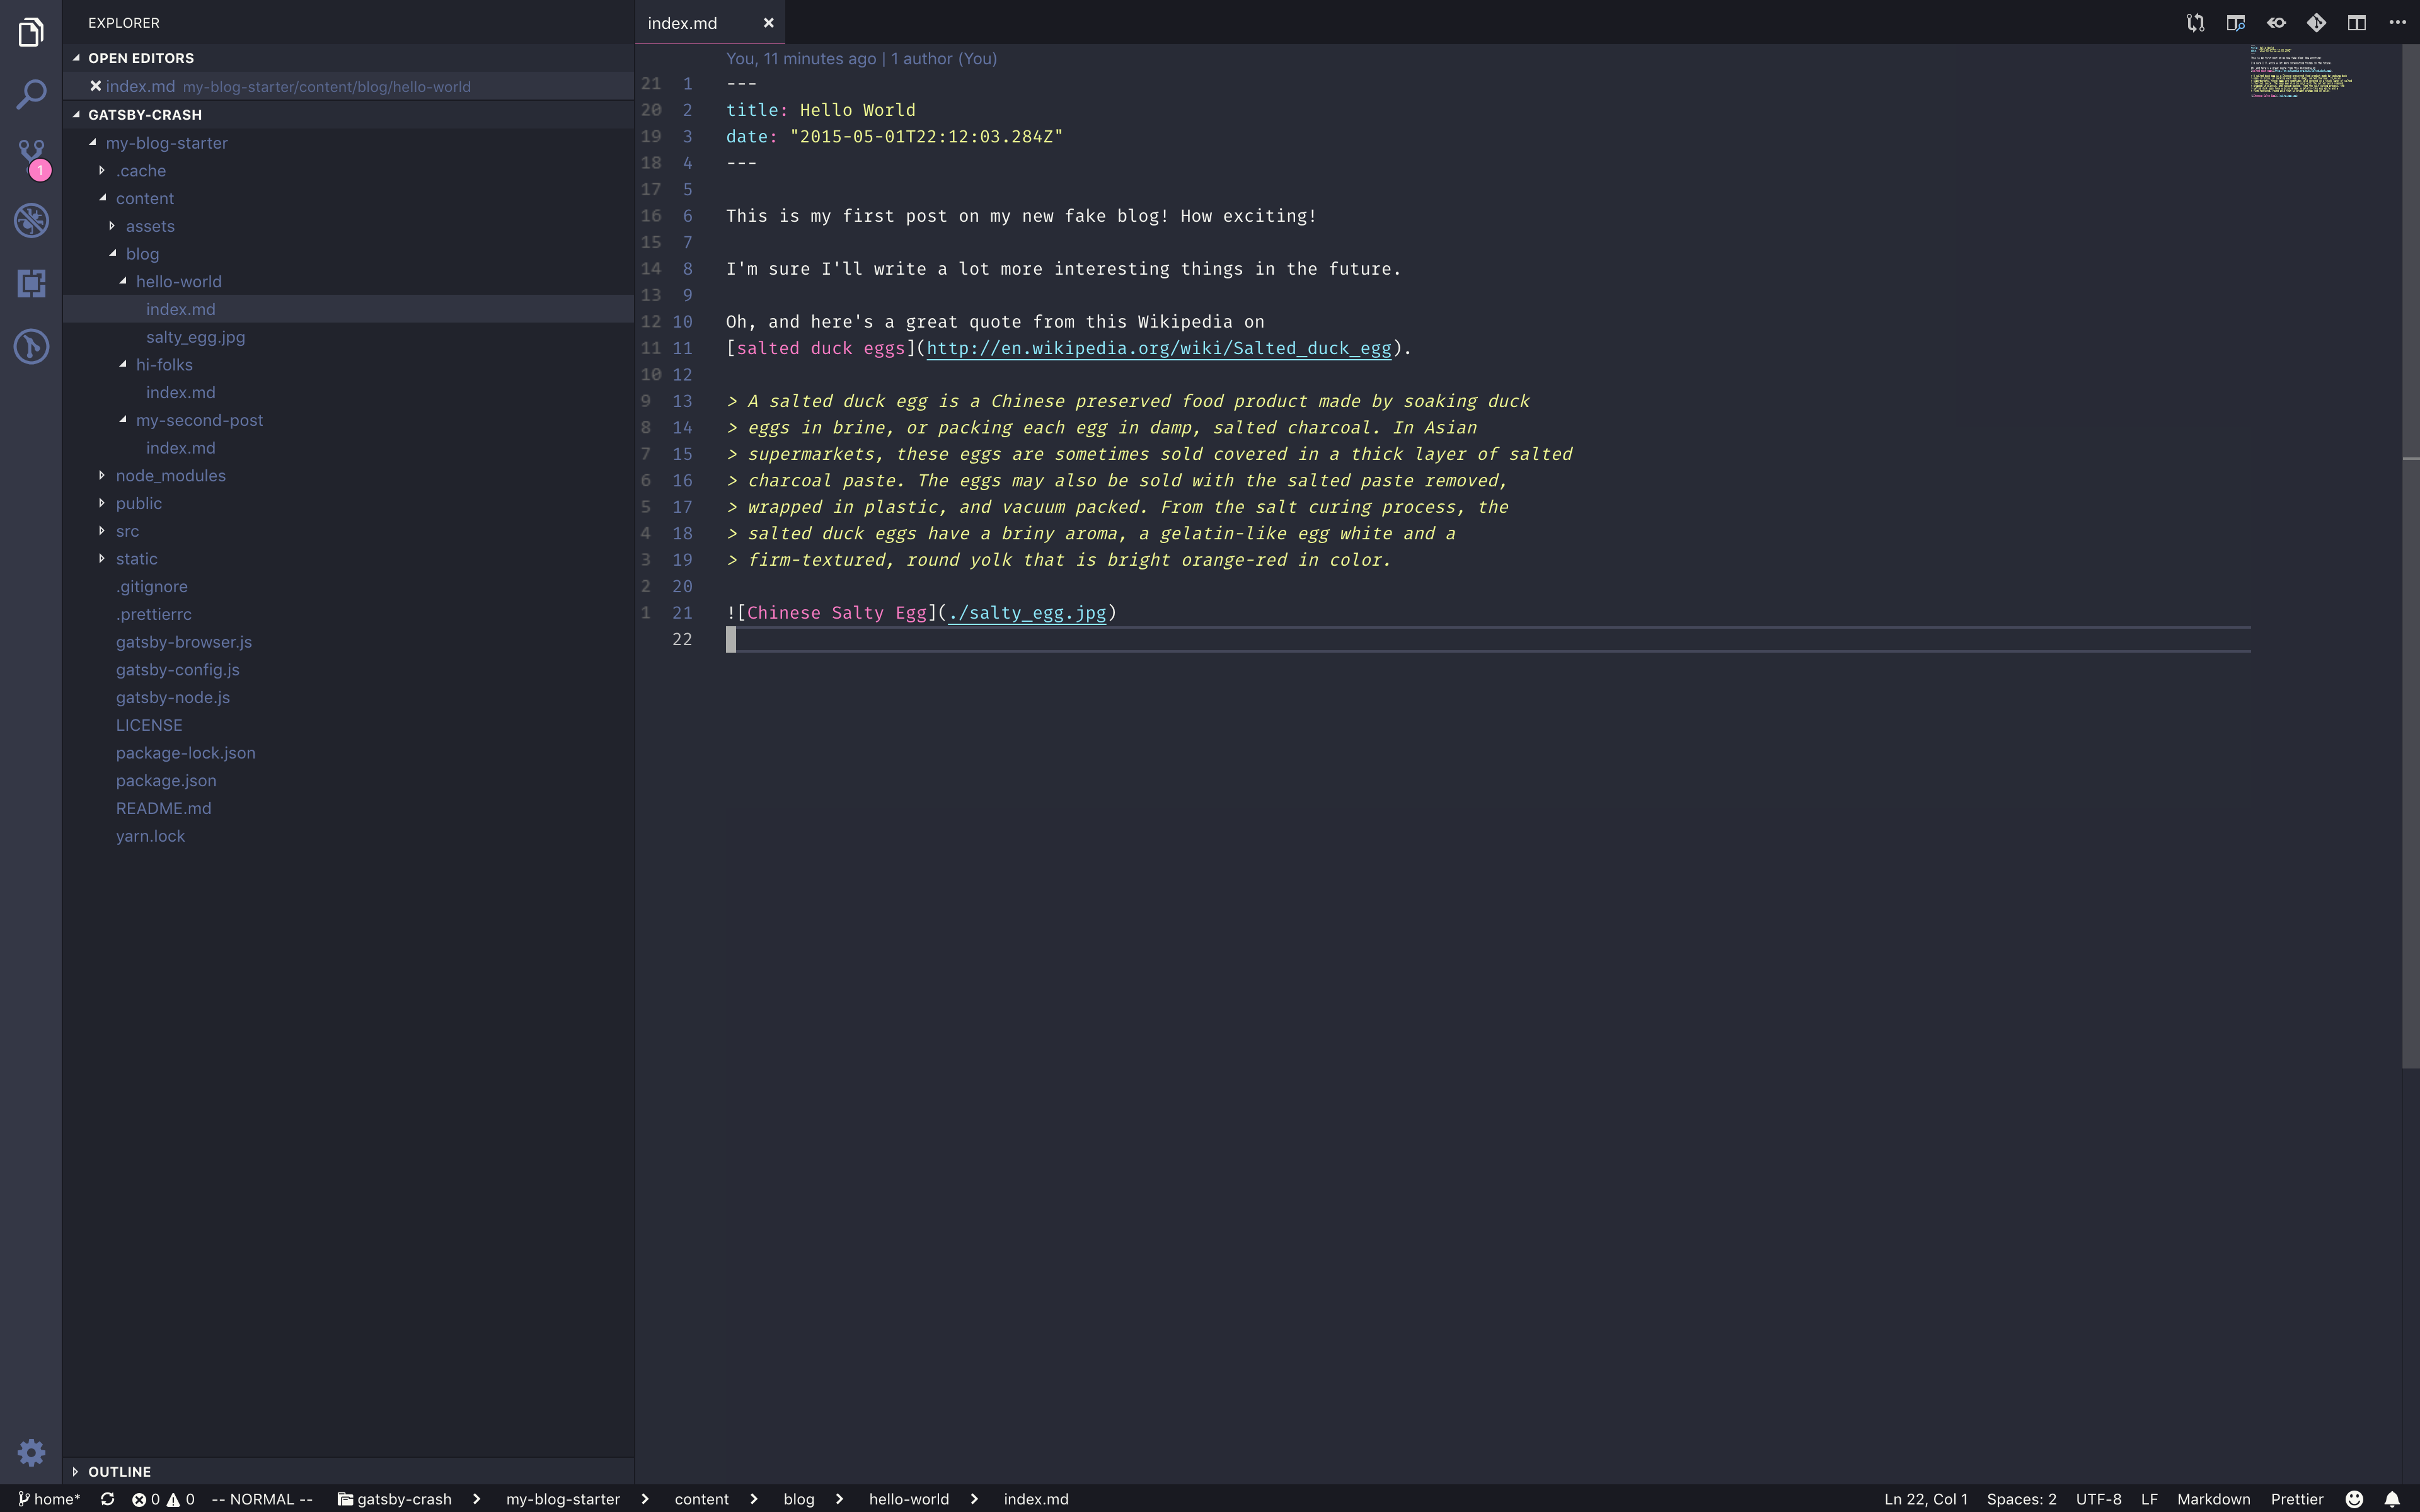 EXPLORER
OPEN EDITORS
index.md my-blog-starter/content/blog/hello-world
GATSBY-CRASH
my-blog-starter
.cache
content
assets
blog
hello-world
index.md
salty_egg.jpg
hi-folks
index.md
my-second-post
index.md
node_modules
public
src
static
.gitignore
.prettierrc
gatsby-browser.js
gatsby-config.js
gatsby-node.js
LICENSE
package-lock.json
package.json
README.md
yarn.lock
OUTLINE
1
index.md
You, 11 minutes ago | 1 author (You)
21 1 ---
20 2 title: Hello World
19 3 date: "2015-05-01T22:12:03.284Z"
18 4 ---
17 5
16 6 This is my first post on my new fake blog! How exciting!
15 7
14 8 I'm sure I'll write a lot more interesting things in the future.
13 9
12 10 Oh, and here's a great quote from this Wikipedia on
11 11 [salted duck eggs](http://en.wikipedia.org/wiki/Salted_duck_egg).
10 12
9 13 > A salted duck egg is a Chinese preserved food product made by soaking duck
8 14 > eggs in brine, or packing each egg in damp, salted charcoal. In Asian
7 15 > supermarkets, these eggs are sometimes sold covered in a thick layer of salted
6 16 > charcoal paste. The eggs may also be sold with the salted paste removed,
5 17 > wrapped in plastic, and vacuum packed. From the salt curing process, the
4 18 > salted duck eggs have a briny aroma, a gelatin-like egg white and a
3 19 > firm-textured, round yolk that is bright orange-red in color.
2 20
1 21 ![Chinese Salty Egg](./salty_egg.jpg)
22
home* 0 0 -- NORMAL -- gatsby-crash my-blog-starter content blog hello-world index.md Ln 22, Col 1 Spaces: 2 UTF-8 LF Markdown Prettier